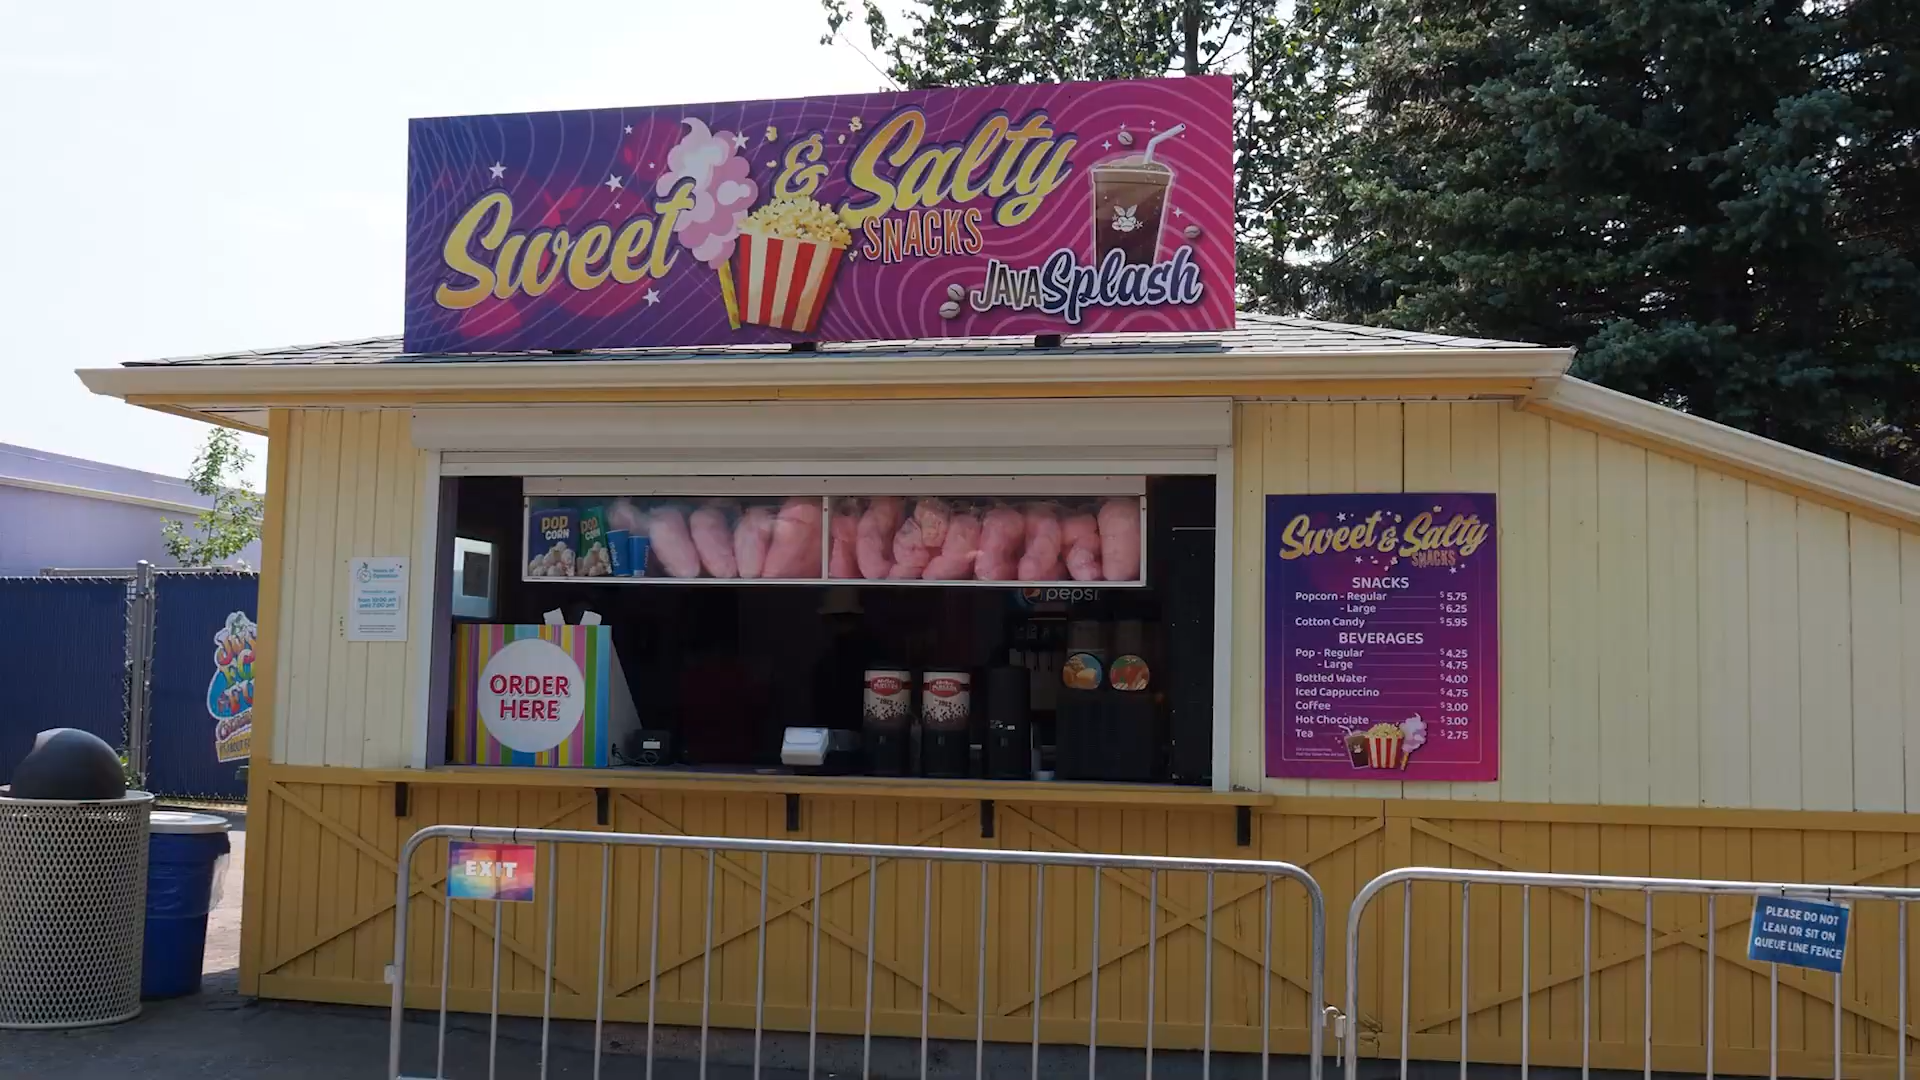 Sweet & Salty
SNACKS
JAVA Splash
POP CORN
POP CORN
pepsi
ORDER
HERE
Sweet & Salty
SNACKS
SNACKS
Popcorn - Regular $5.75
- Large $6.25
Cotton Candy $5.95
BEVERAGES
Pop - Regular $4.25
- Large $4.75
Bottled Water $4.00
Iced Cappuccino $4.75
Coffee $3.00
Hot Chocolate $3.00
Tea $2.75
EXIT
PLEASE DO NOT
LEAN OR SIT ON
QUEUE LINE FENCE